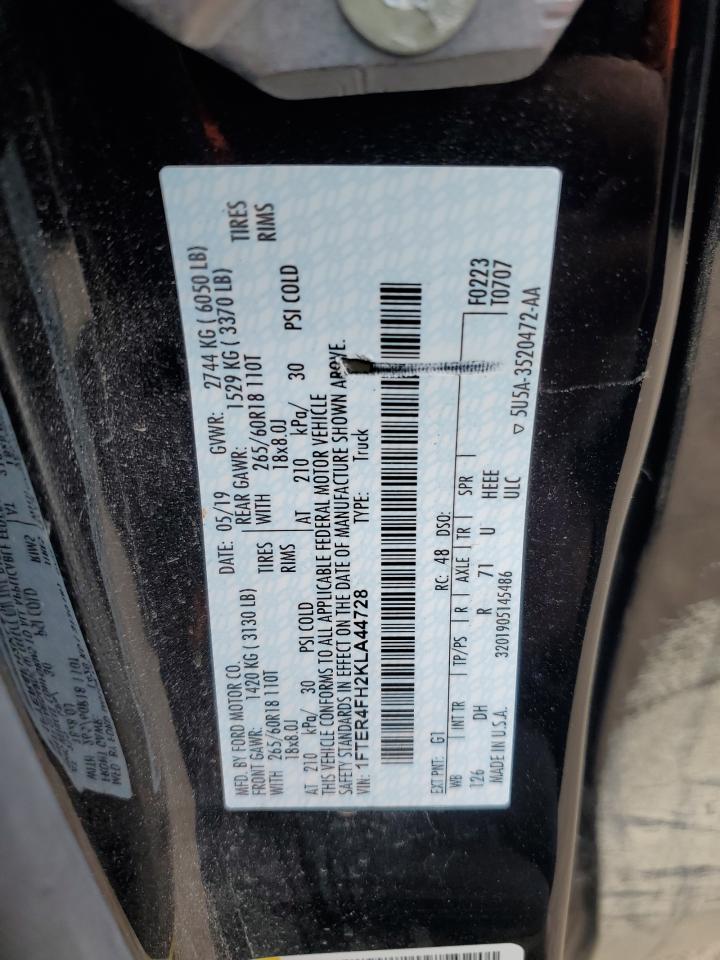 MFD. BY FORD MOTOR CO.
DATE: 05/19 GVWR: 2744 KG ( 6050 LB)
FRONT GAWR: 1420 KG ( 3130 LB) REAR GAWR: 1529 KG ( 3370 LB)
WITH 265/60R18 110T TIRES WITH 265/60R18 110T TIRES
18x8.0J RIMS 18x8.0J RIMS
AT 210 kPa/ 30 PSI COLD AT 210 kPa/ 30 PSI COLD
THIS VEHICLE CONFORMS TO ALL APPLICABLE FEDERAL MOTOR VEHICLE
SAFETY STANDARDS IN EFFECT ON THE DATE OF MANUFACTURE SHOWN ABOVE.
VIN: 1FTER4FH2KLA44728 TYPE: Truck
EXT PNT: G1 RC: 48 DSO: F0223
WB INT TR TP/PS R AXLE TR SPR T0707
126 DH R 71 U HEEE
MADE IN U.S.A. 3201905145486 ULC
▽ 5U5A-3520472-AA